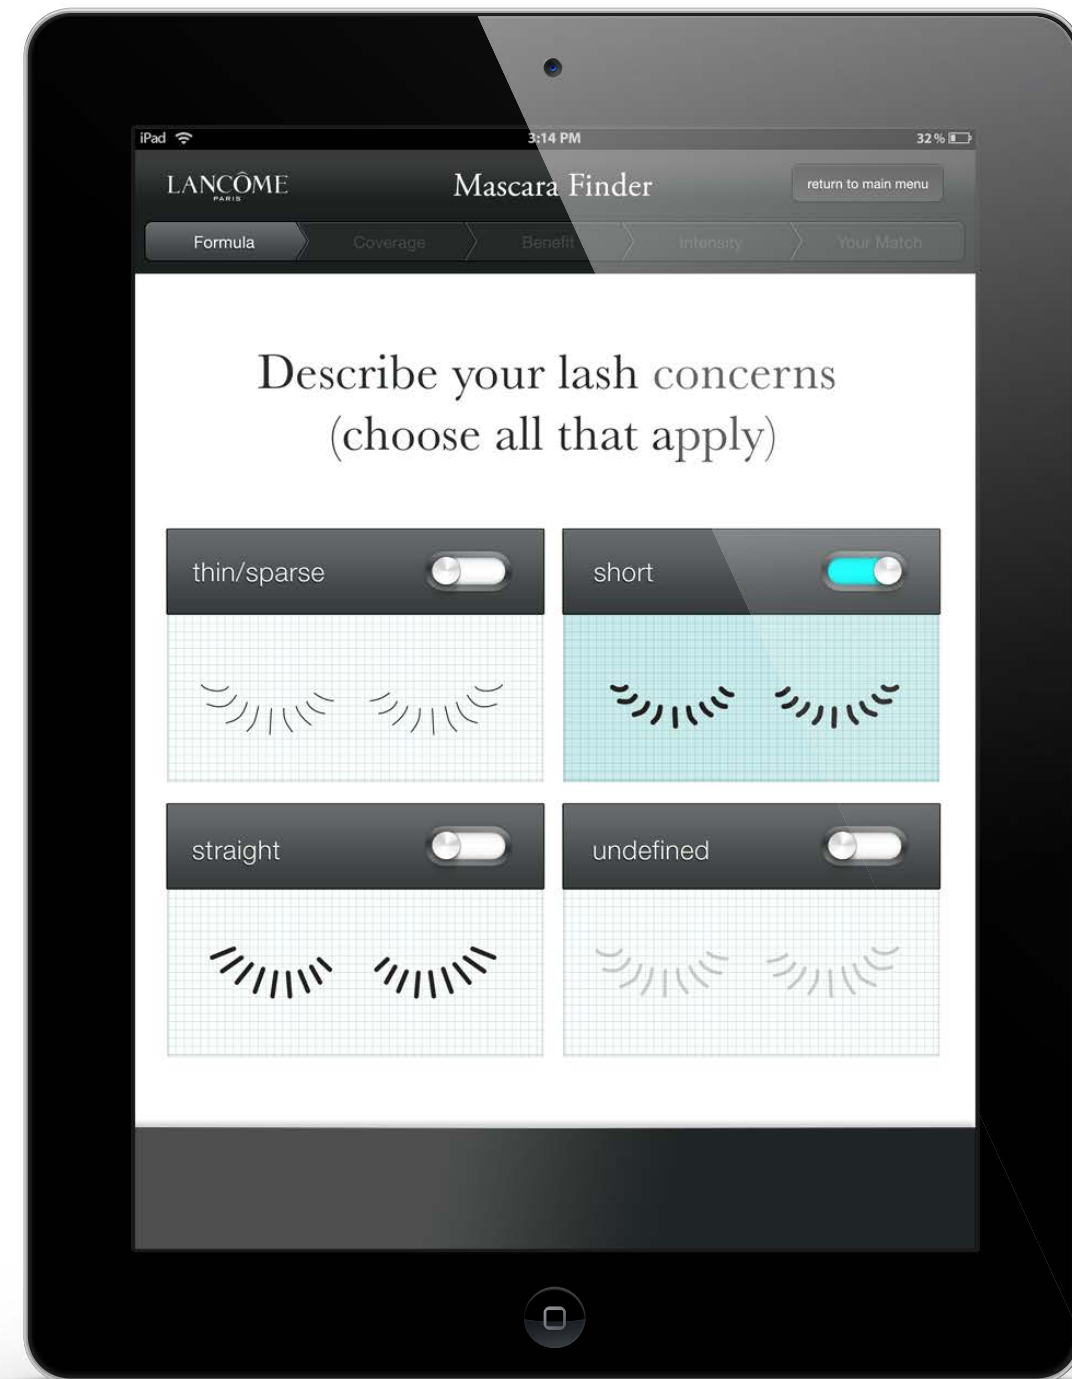 iPad
3:14 PM
32 %
LANCÔME
PARIS
Mascara Finder
return to main menu
Formula
Coverage
Benefit
Intensity
Your Match
Describe your lash concerns
(choose all that apply)
thin/sparse
short
straight
undefined